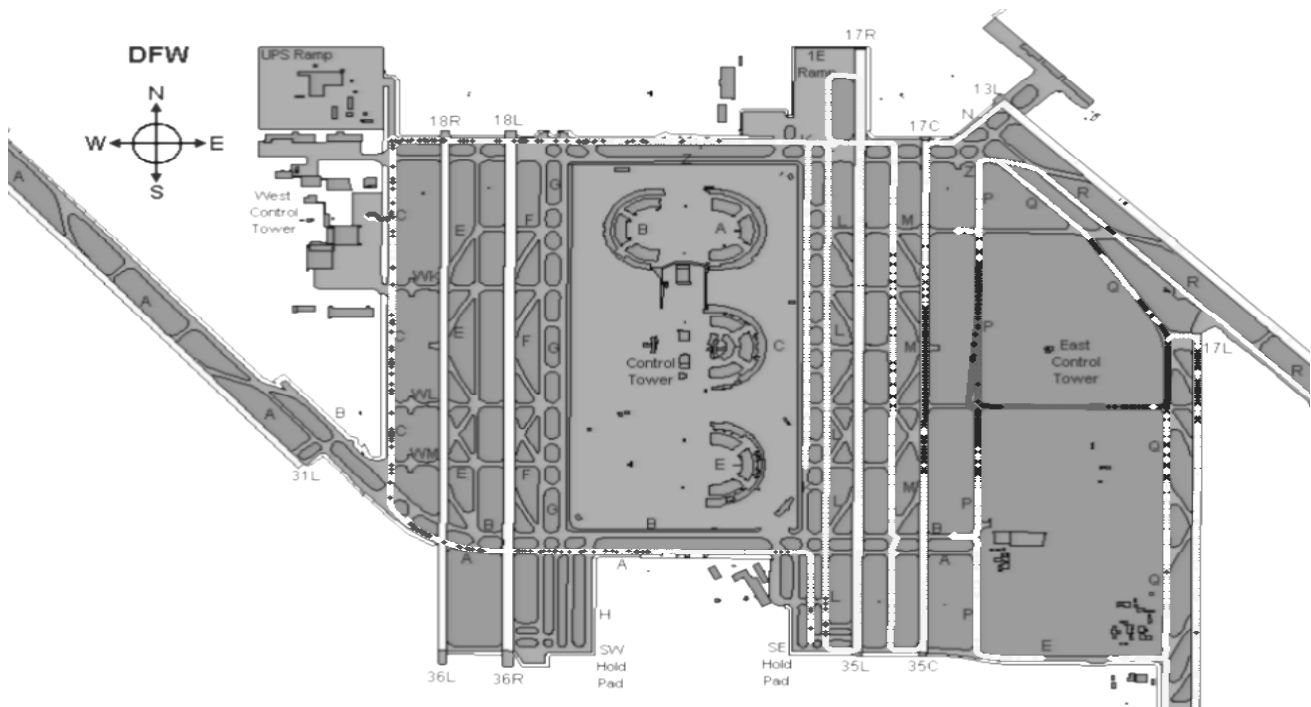 DFW
N
W E
S
UPS Ramp
17R
1E
Ramp
13L
18R
18L
17C
N
K
Z
Z
A
West
Control
Tower
C
G
F
E
B
A
L
M
P
Q
R
R
WK
A
C
E
F
G
Control
Tower
C
L
M
P
East
Control
Tower
Q
17L
R
A
B
WL
C
WM
E
F
G
E
L
M
P
Q
31L
B
B
B
A
A
A
H
L
P
Q
E
SW
Hold
Pad
SE
Hold
Pad
36L
36R
35L
35C